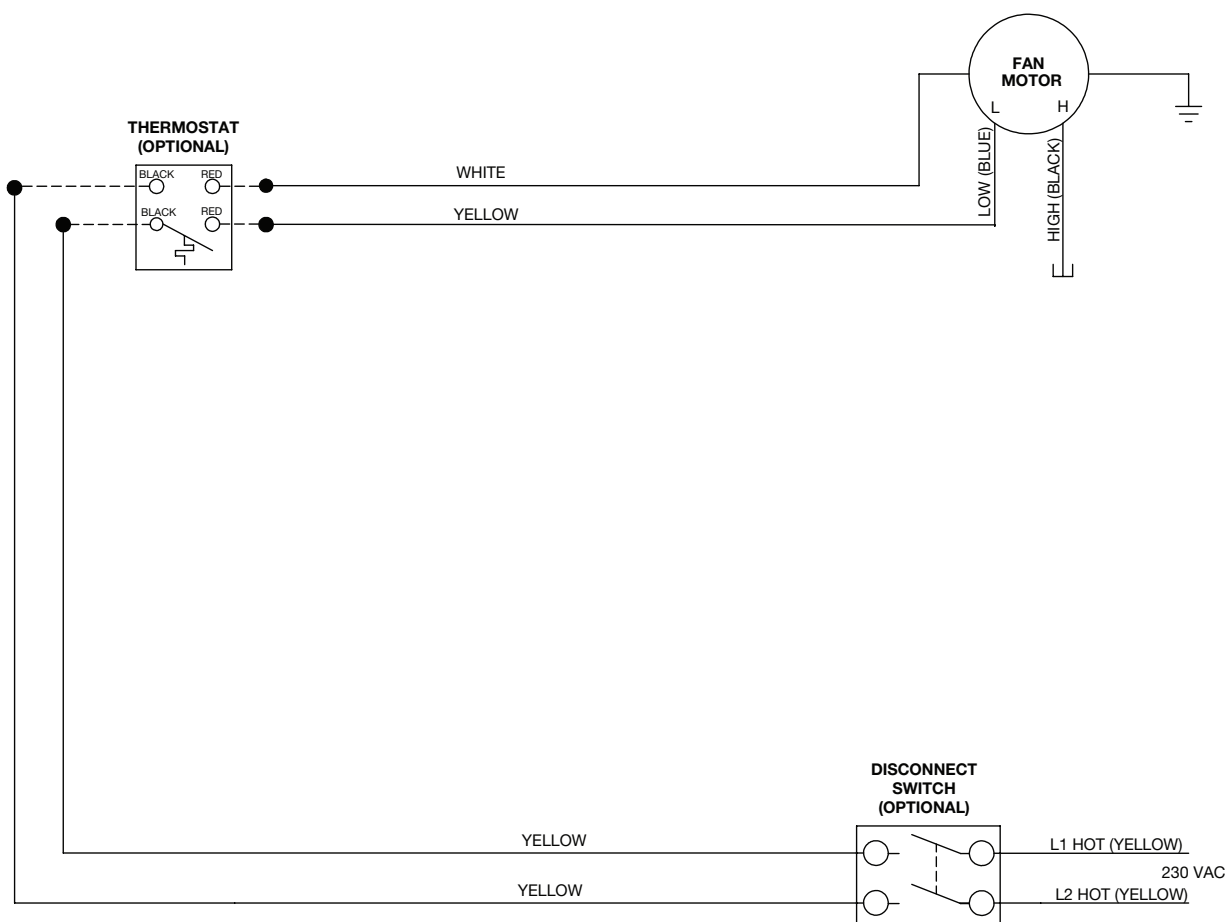 FAN
MOTOR
L
H
LOW (BLUE)
HIGH (BLACK)
THERMOSTAT
(OPTIONAL)
BLACK
RED
BLACK
RED
WHITE
YELLOW
DISCONNECT
SWITCH
(OPTIONAL)
YELLOW
L1 HOT (YELLOW)
230 VAC
YELLOW
L2 HOT (YELLOW)